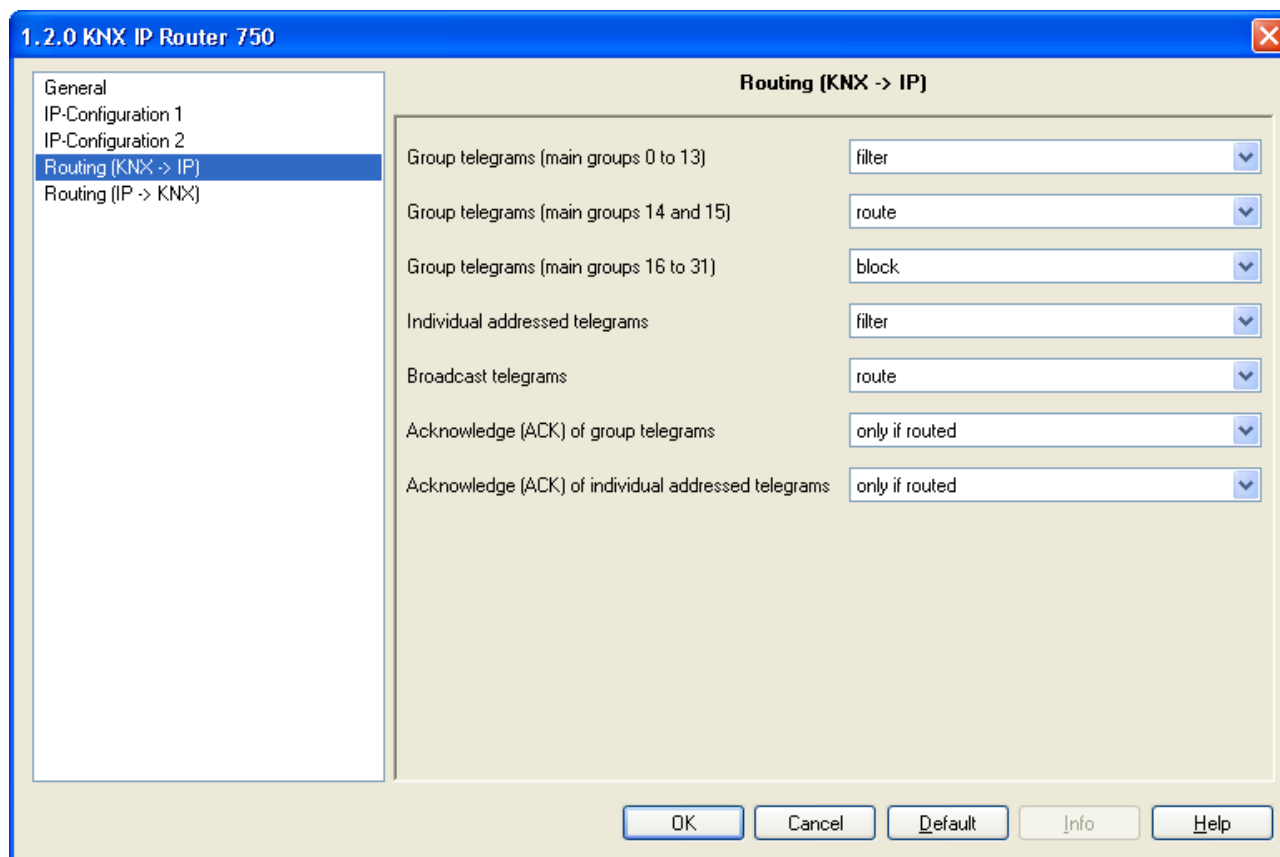 1.2.0 KNX IP Router 750
General
IP-Configuration 1
IP-Configuration 2
Routing (KNX -> IP)
Routing (IP -> KNX)
Routing (KNX -> IP)
Group telegrams (main groups 0 to 13) filter
Group telegrams (main groups 14 and 15) route
Group telegrams (main groups 16 to 31) block
Individual addressed telegrams filter
Broadcast telegrams route
Acknowledge (ACK) of group telegrams only if routed
Acknowledge (ACK) of individual addressed telegrams only if routed
OK Cancel Default Info Help